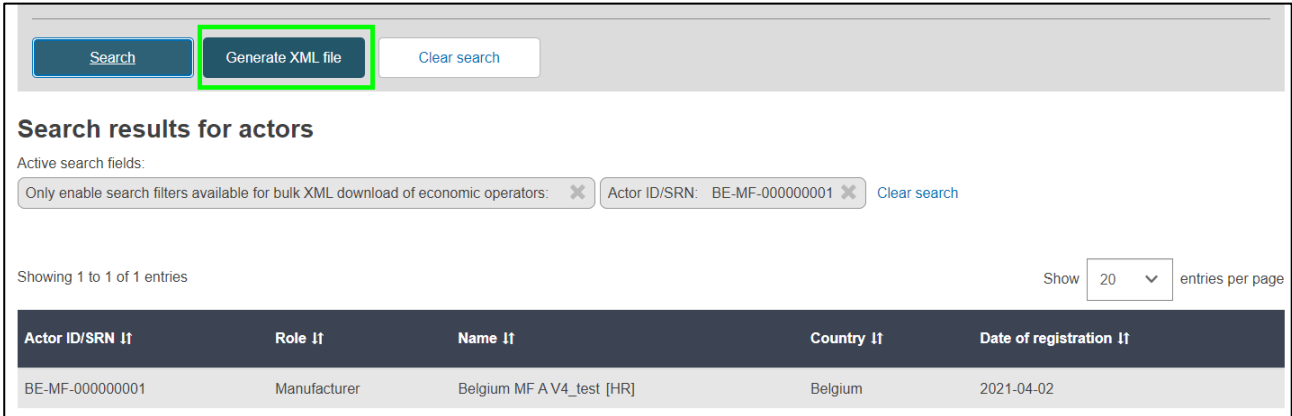 Search Generate XML file Clear search
Search results for actors
Active search fields:
Only enable search filters available for bulk XML download of economic operators: Actor ID/SRN: BE-MF-000000001 Clear search
Showing 1 to 1 of 1 entries Show 20 entries per page
Actor ID/SRN Role Name Country Date of registration
BE-MF-000000001 Manufacturer Belgium MF A V4_test [HR] Belgium 2021-04-02